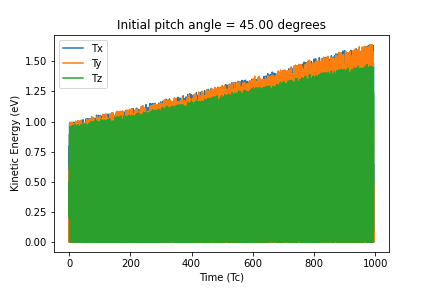 Initial pitch angle = 45.00 degrees
Tx
Ty
Tz
Kinetic Energy (eV)
1.50
1.25
1.00
0.75
0.50
0.25
0.00
0 200 400 600 800 1000
Time (Tc)